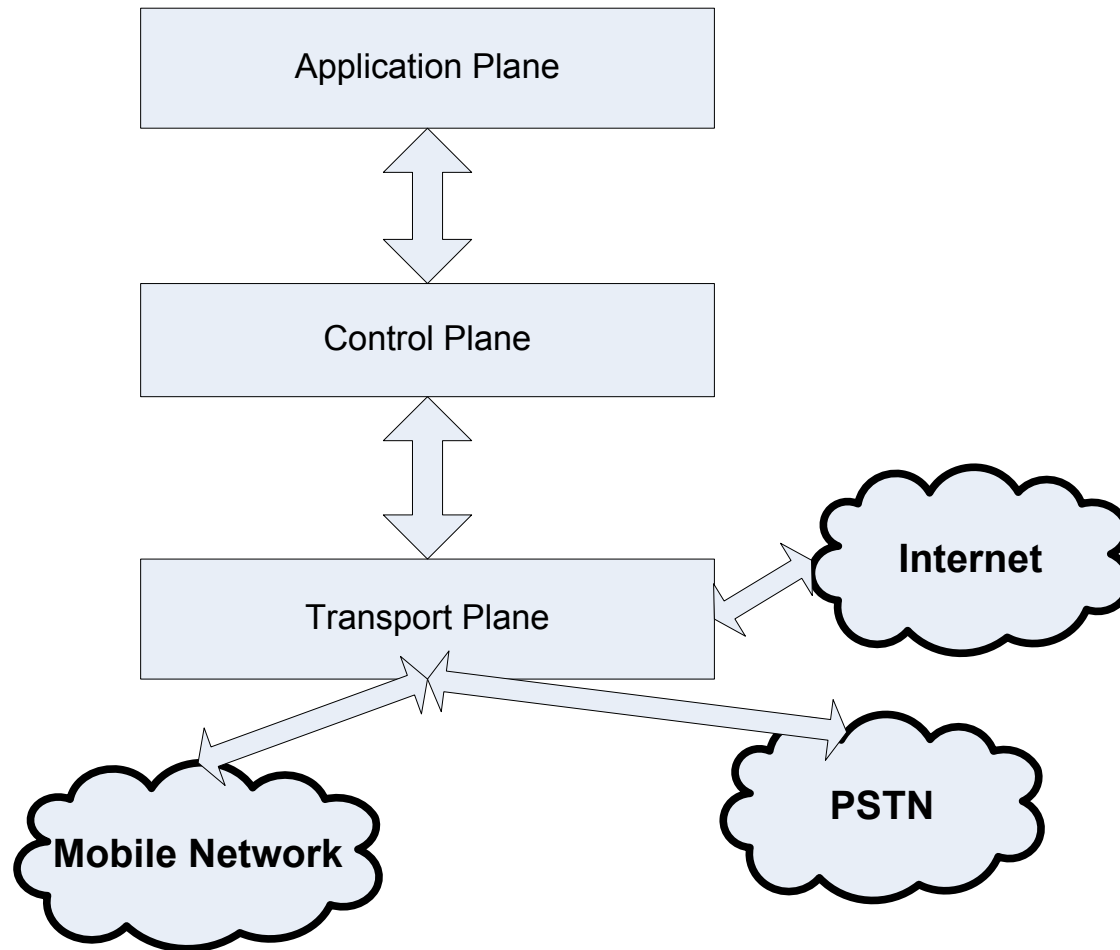 Application Plane
Control Plane
Internet
Transport Plane
PSTN
Mobile Network